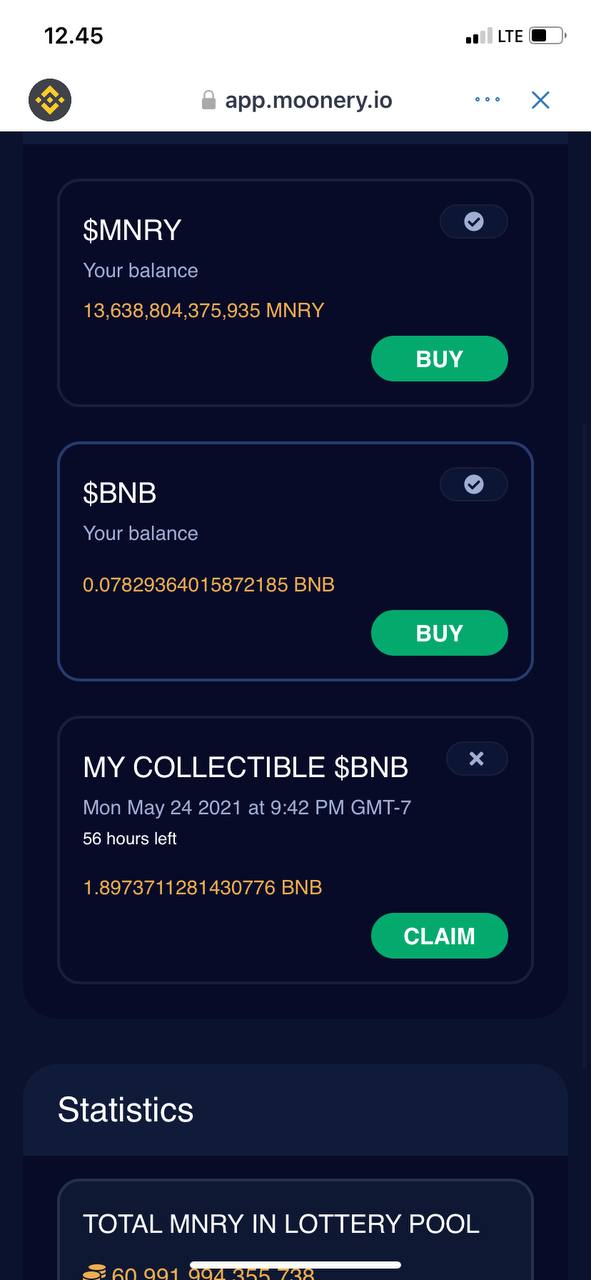 12.45
LTE
app.moonery.io
$MNRY
Your balance
13,638,804,375,935 MNRY
BUY
$BNB
Your balance
0.07829364015872185 BNB
BUY
MY COLLECTIBLE $BNB
Mon May 24 2021 at 9:42 PM GMT-7
56 hours left
1.8973711281430776 BNB
CLAIM
Statistics
TOTAL MNRY IN LOTTERY POOL
60,991,994,355,738